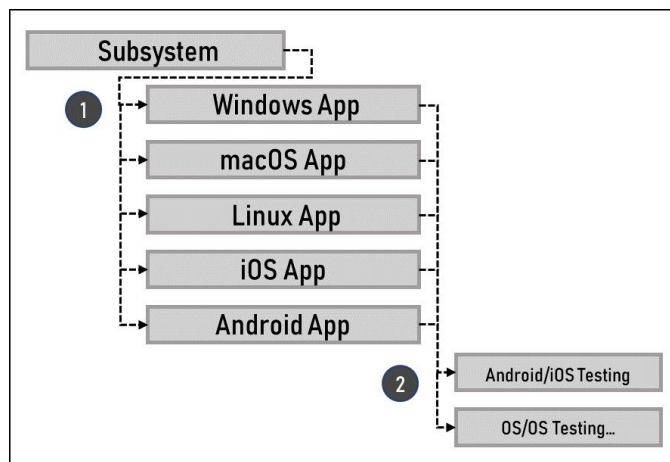 Subsystem
1
Windows App
macOS App
Linux App
iOS App
Android App
2
Android/iOS Testing
OS/OS Testing...